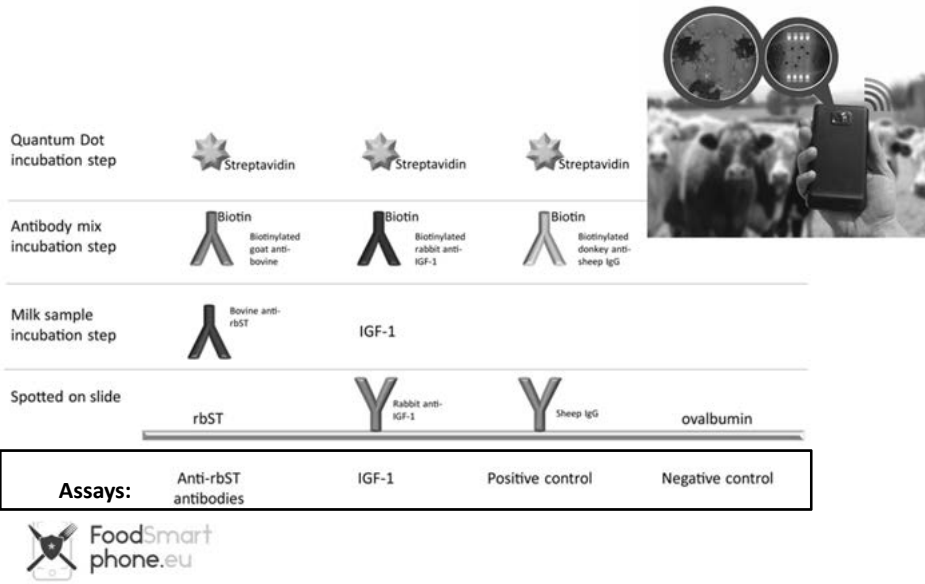 Quantum Dot
incubation step
Streptavidin
Streptavidin
Streptavidin
Antibody mix
incubation step
Biotin
Biotinylated
goat anti-
bovine
Biotin
Biotinylated
rabbit anti-
IGF-1
Biotin
Biotinylated
donkey anti-
sheep IgG
Milk sample
incubation step
Bovine anti-
rbST
IGF-1
Spotted on slide
rbST
Rabbit anti-
IGF-1
Sheep IgG
ovalbumin
Assays:
Anti-rbST
antibodies
IGF-1
Positive control
Negative control
FoodSmart
phone.eu